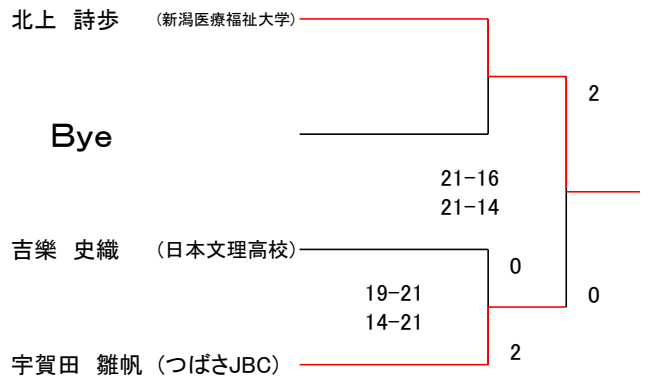 北上 詩歩 (新潟医療福祉大学)
2
Bye
21-16
21-14
吉樂 史織 (日本文理高校)
0
19-21
0
14-21
2
宇賀田 雛帆 (つばさJBC)